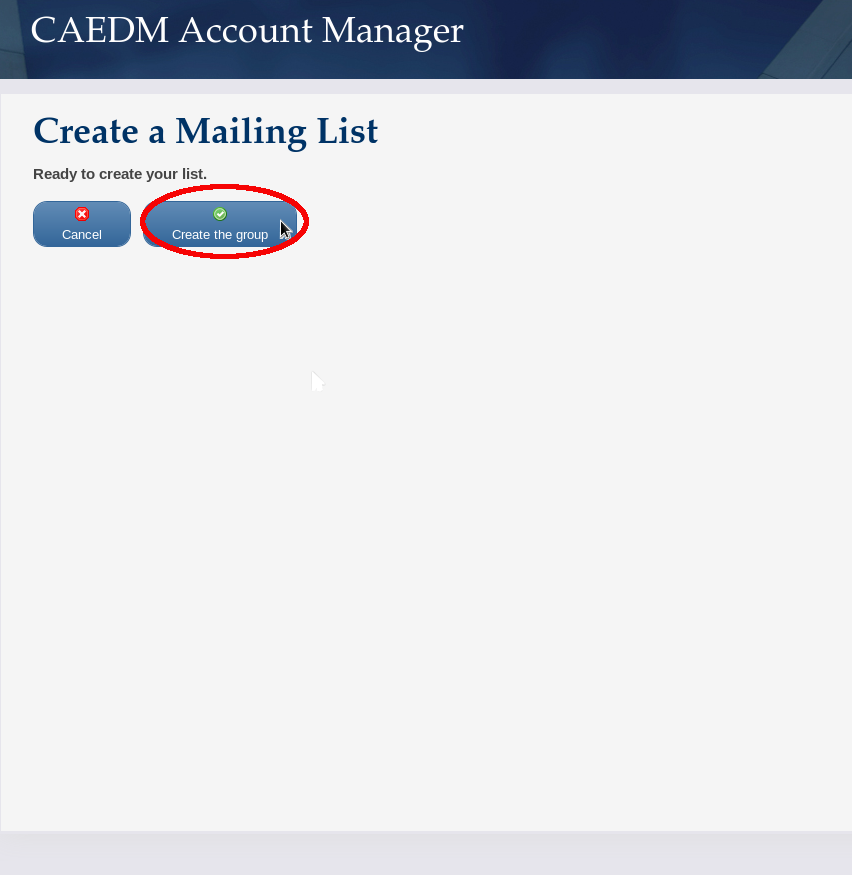 CAEDM Account Manager
Create a Mailing List
Ready to create your list.
Cancel
Create the group